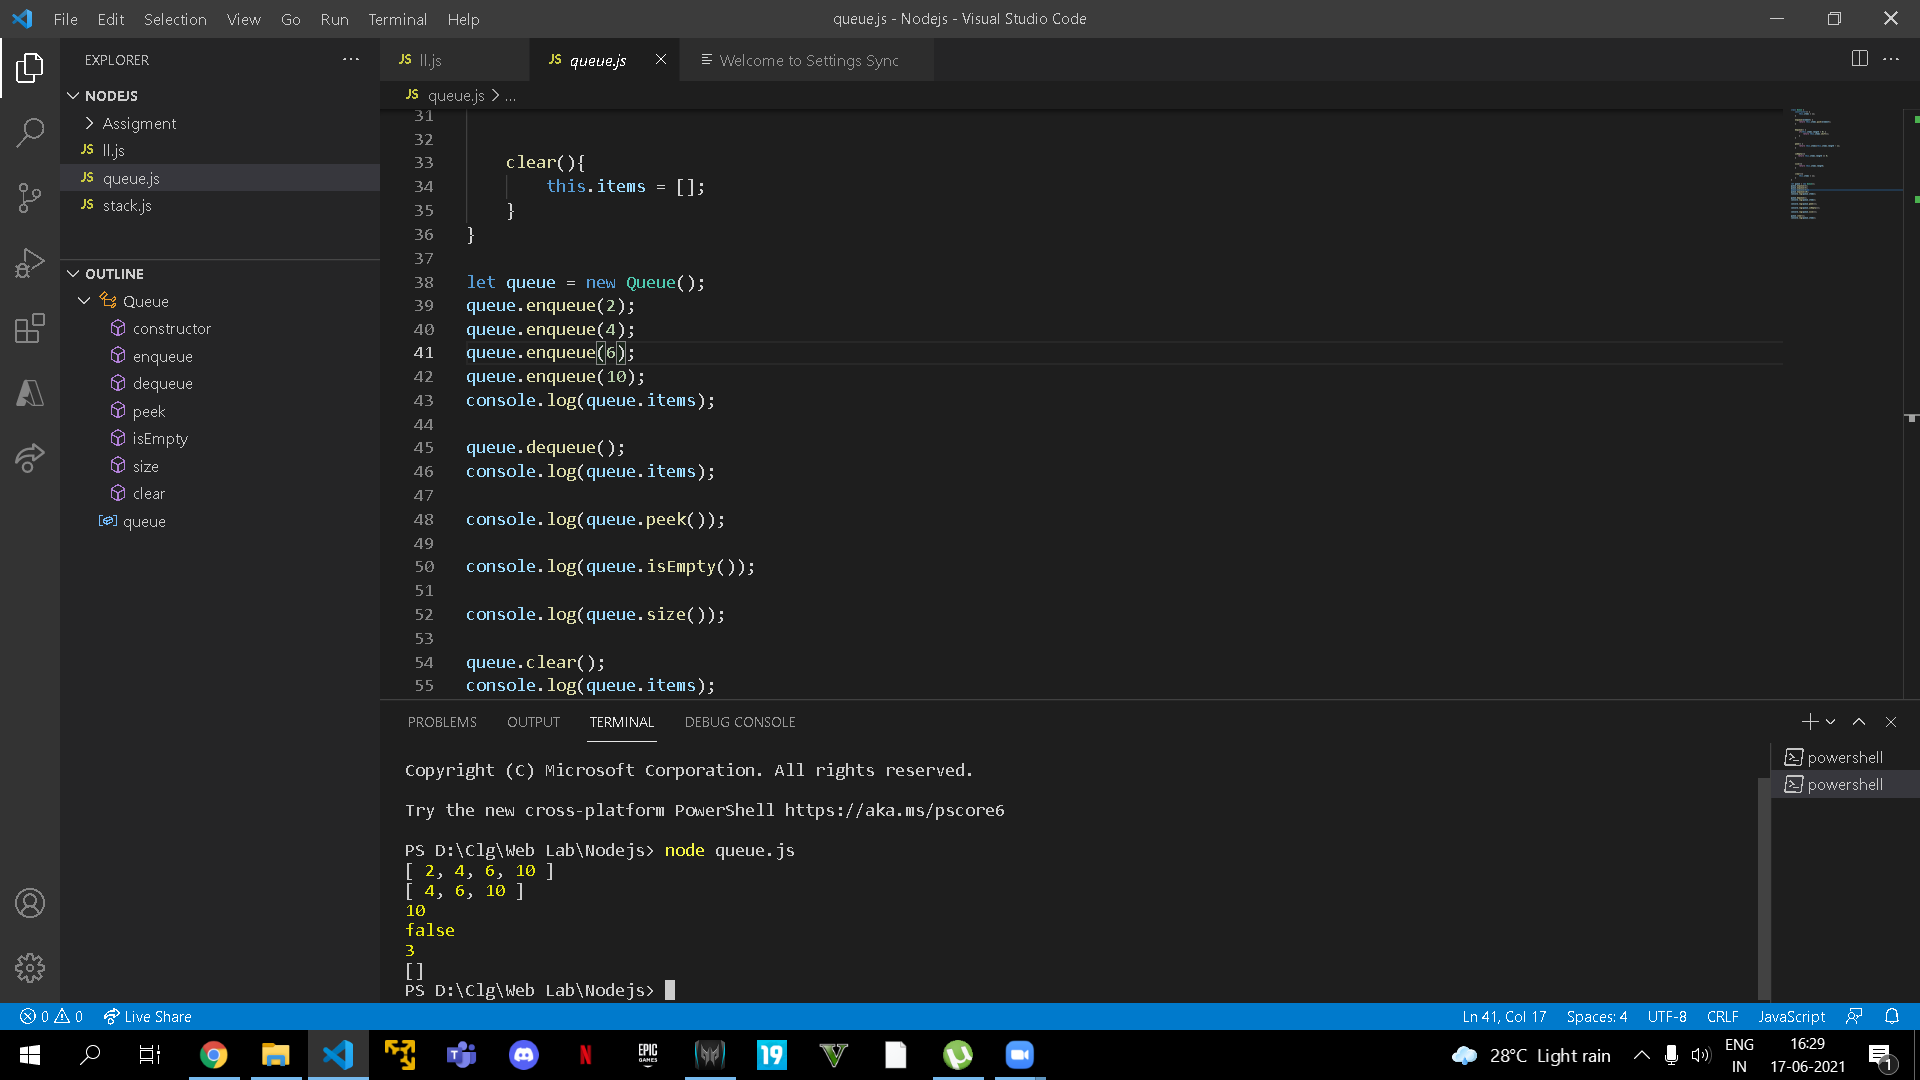 File Edit Selection View Go Run Terminal Help
queue.js - Nodejs - Visual Studio Code
EXPLORER
NODEJS
Assigment
JS ll.js
JS queue.js
JS stack.js
OUTLINE
Queue
constructor
enqueue
dequeue
peek
isEmpty
size
clear
queue
JS ll.js
JS queue.js
Welcome to Settings Sync
JS queue.js > ...
31
32
33 clear(){
34 this.items = [];
35 }
36 }
37
38 let queue = new Queue();
39 queue.enqueue(2);
40 queue.enqueue(4);
41 queue.enqueue(6);
42 queue.enqueue(10);
43 console.log(queue.items);
44
45 queue.dequeue();
46 console.log(queue.items);
47
48 console.log(queue.peek());
49
50 console.log(queue.isEmpty());
51
52 console.log(queue.size());
53
54 queue.clear();
55 console.log(queue.items);
PROBLEMS OUTPUT TERMINAL DEBUG CONSOLE
Copyright (C) Microsoft Corporation. All rights reserved.
Try the new cross-platform PowerShell https://aka.ms/pscore6
PS D:\Clg\Web Lab\Nodejs> node queue.js
[ 2, 4, 6, 10 ]
[ 4, 6, 10 ]
10
false
3
[]
PS D:\Clg\Web Lab\Nodejs>
powershell
powershell
0 0 Live Share
Ln 41, Col 17 Spaces: 4 UTF-8 CRLF JavaScript
EPIC
GAMES
19
28°C Light rain
ENG
IN
16:29
17-06-2021
1